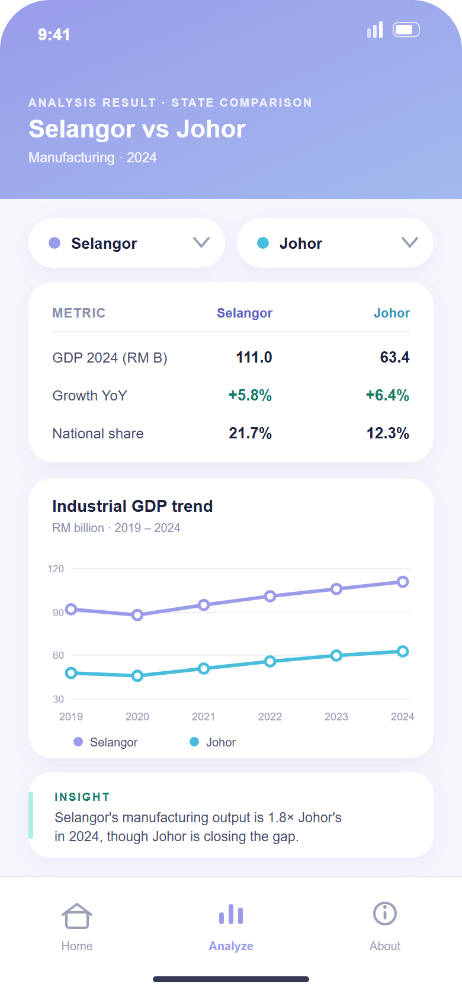 9:41
ANALYSIS RESULT · STATE COMPARISON
Selangor vs Johor
Manufacturing · 2024
Selangor
Johor
METRIC Selangor Johor
GDP 2024 (RM B) 111.0 63.4
Growth YoY +5.8% +6.4%
National share 21.7% 12.3%
Industrial GDP trend
RM billion · 2019 – 2024
120
90
60
30
2019 2020 2021 2022 2023 2024
Selangor Johor
INSIGHT
Selangor's manufacturing output is 1.8× Johor's
in 2024, though Johor is closing the gap.
Home Analyze About